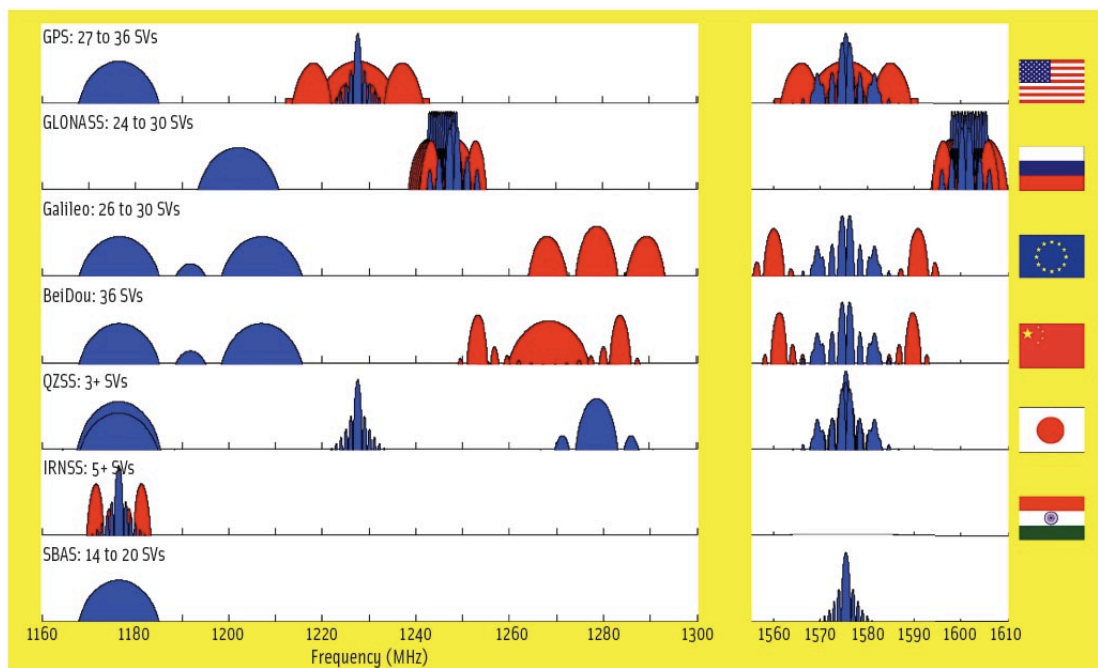 GPS: 27 to 36 SVs
GLONASS: 24 to 30 SVs
Galileo: 26 to 30 SVs
BeiDou: 36 SVs
QZSS: 3+ SVs
IRNSS: 5+ SVs
SBAS: 14 to 20 SVs
1160 1180 1200 1220 1240 1260 1280 1300 1560 1570 1580 1590 1600 1610
Frequency (MHz)